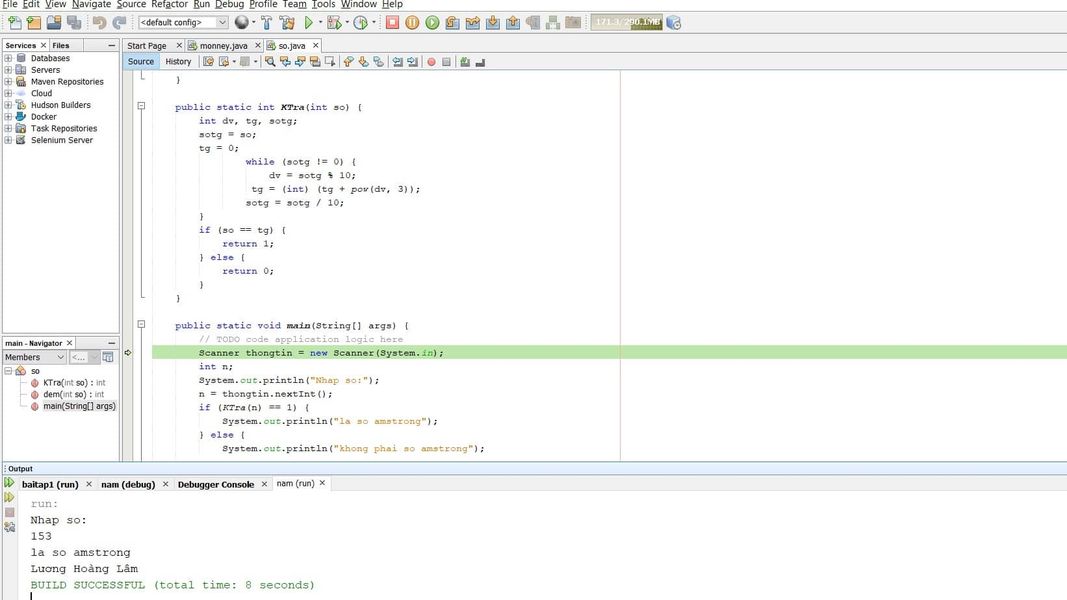 File Edit View Navigate Source Refactor Run Debug Profile Team Tools Window Help
<default config>
171.3/290.1MB
Services
Files
Databases
Servers
Maven Repositories
Cloud
Hudson Builders
Docker
Task Repositories
Selenium Server
Start Page
monney.java
so.java
Source
History
}
public static int KTra(int so) {
int dv, tg, sotg;
sotg = so;
tg = 0;
while (sotg != 0) {
dv = sotg % 10;
tg = (int) (tg + pow(dv, 3));
sotg = sotg / 10;
}
if (so == tg) {
return 1;
} else {
return 0;
}
}
public static void main(String[] args) {
// TODO code application logic here
Scanner thongtin = new Scanner(System.in);
int n;
System.out.println("Nhap so:");
n = thongtin.nextInt();
if (KTra(n) == 1) {
System.out.println("la so amstrong");
} else {
System.out.println("khong phai so amstrong");
main - Navigator
Members
<...
so
KTra(int so) : int
dem(int so) : int
main(String[] args)
Output
baitap1 (run)
nam (debug)
Debugger Console
nam (run)
run:
Nhap so:
153
la so amstrong
Lương Hoàng Lâm
BUILD SUCCESSFUL (total time: 8 seconds)